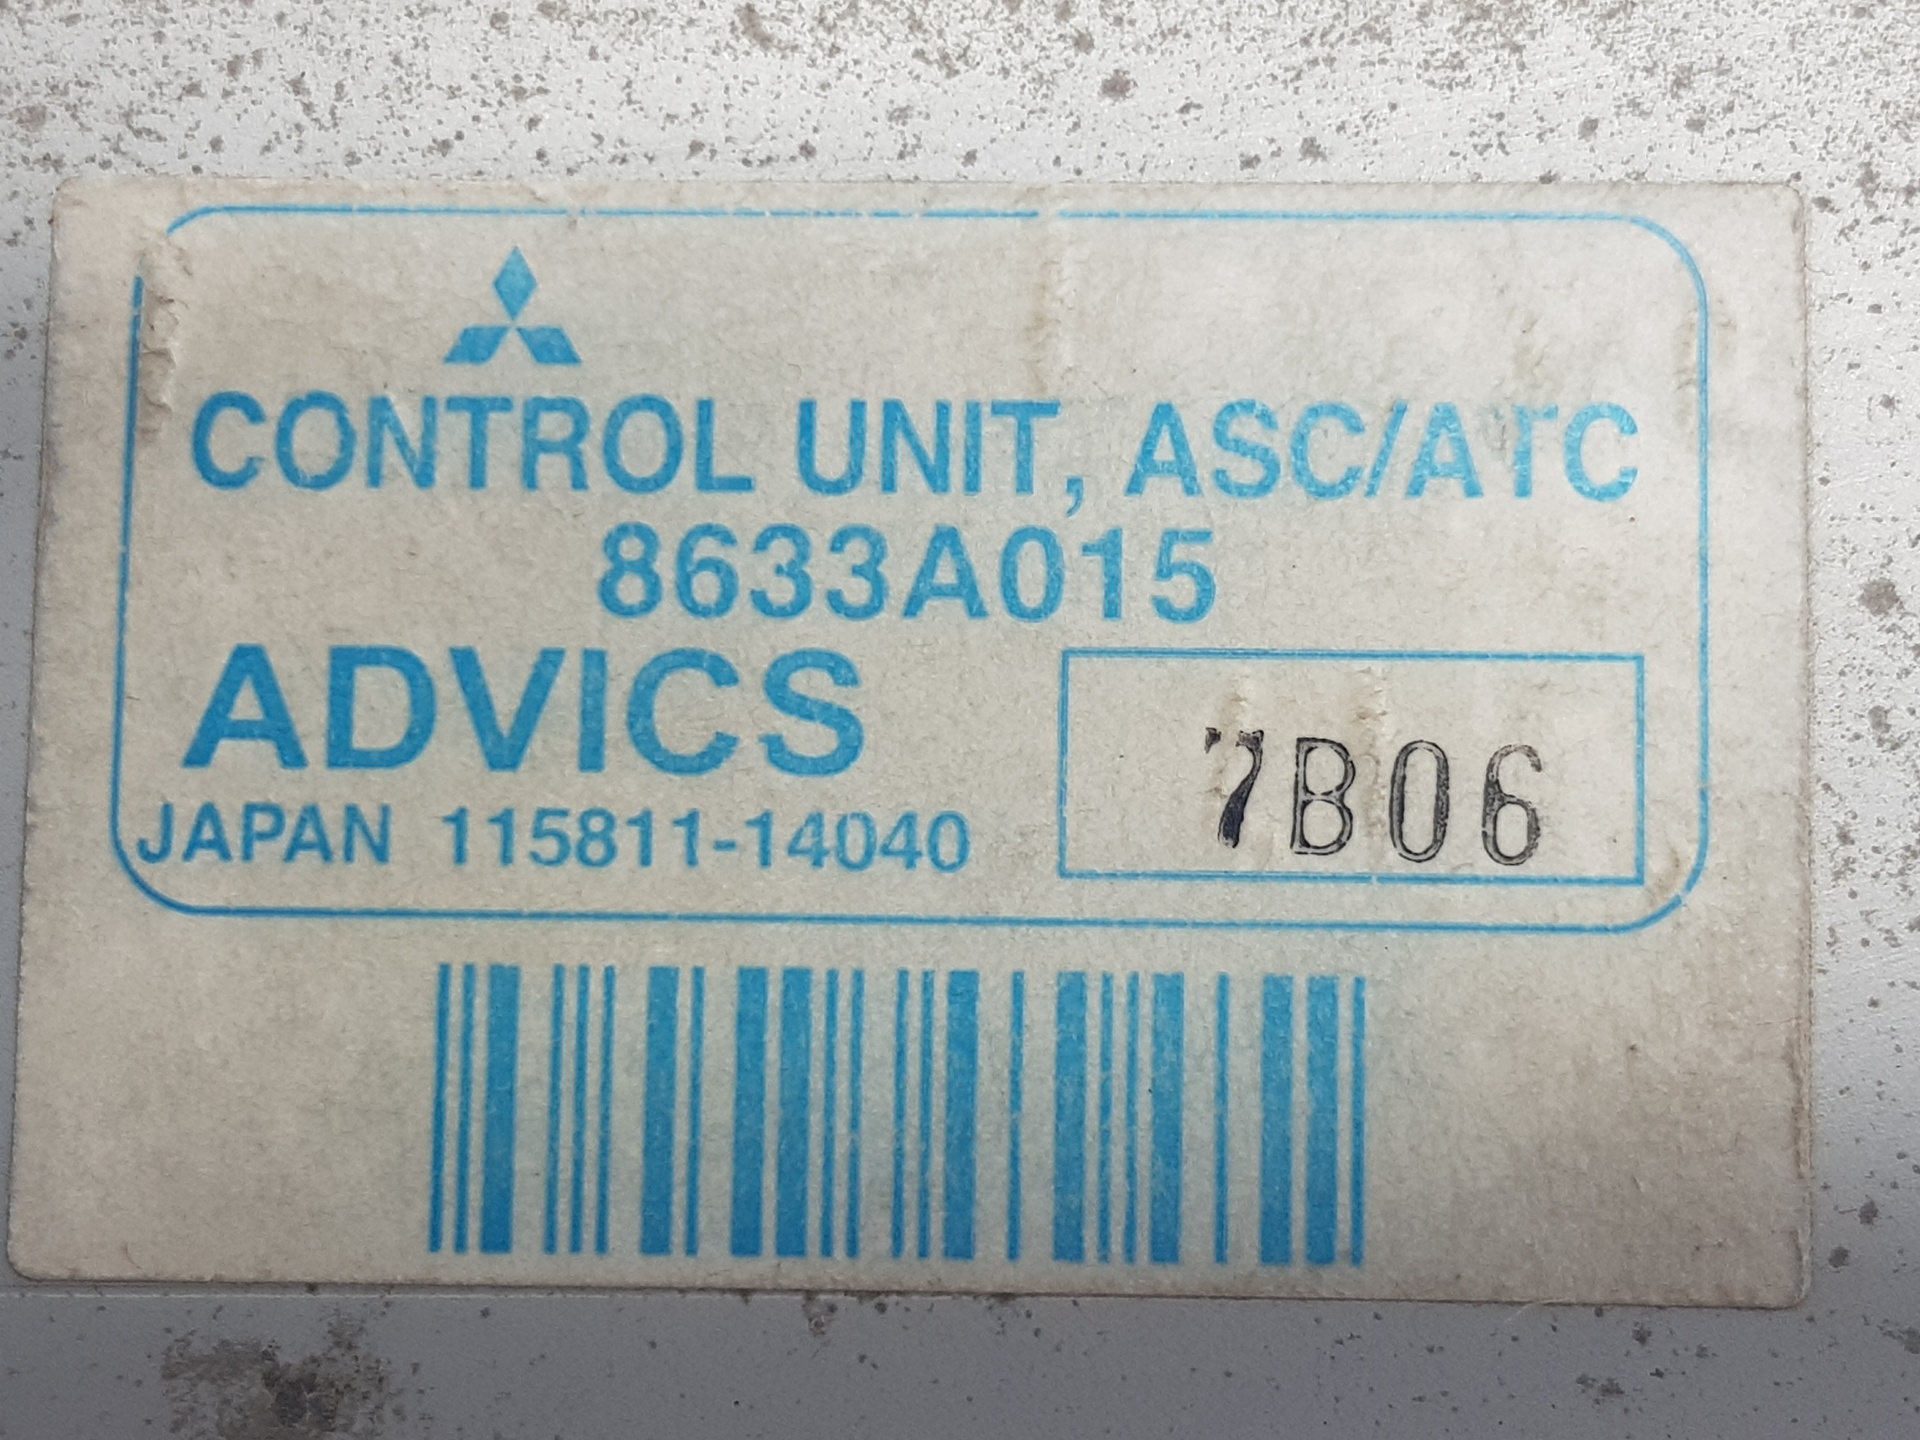 CONTROL UNIT, ASC/ATC
8633A015
ADVICS
7B06
JAPAN 115811-14040